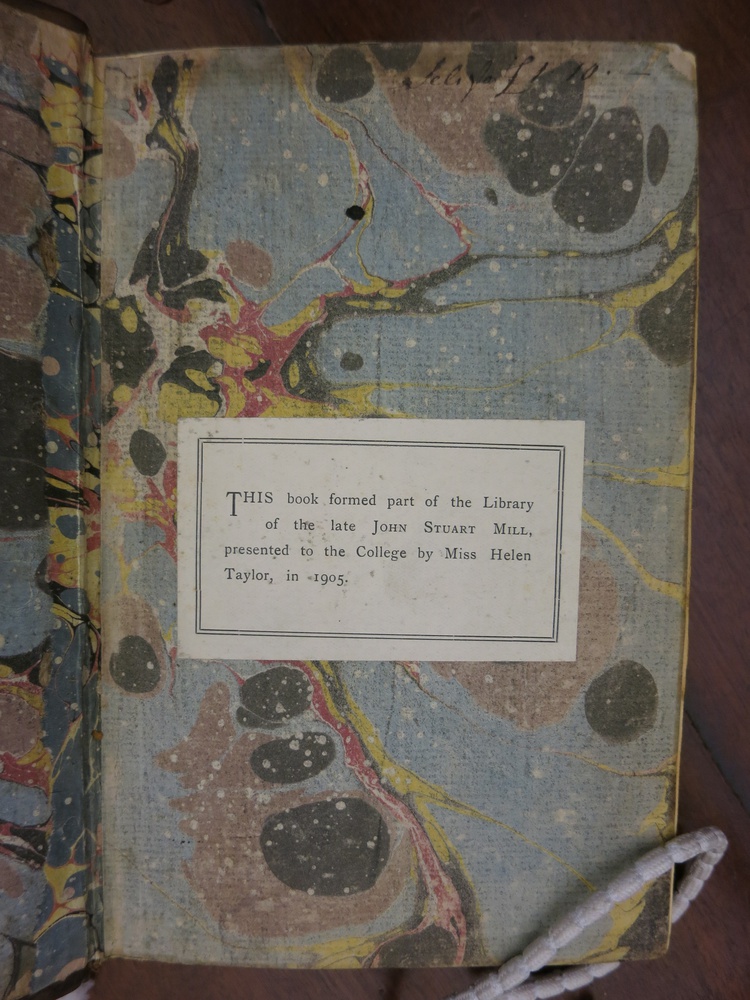 10. —
THIS book formed part of the Library
of the late JOHN STUART MILL,
presented to the College by Miss Helen
Taylor, in 1905.